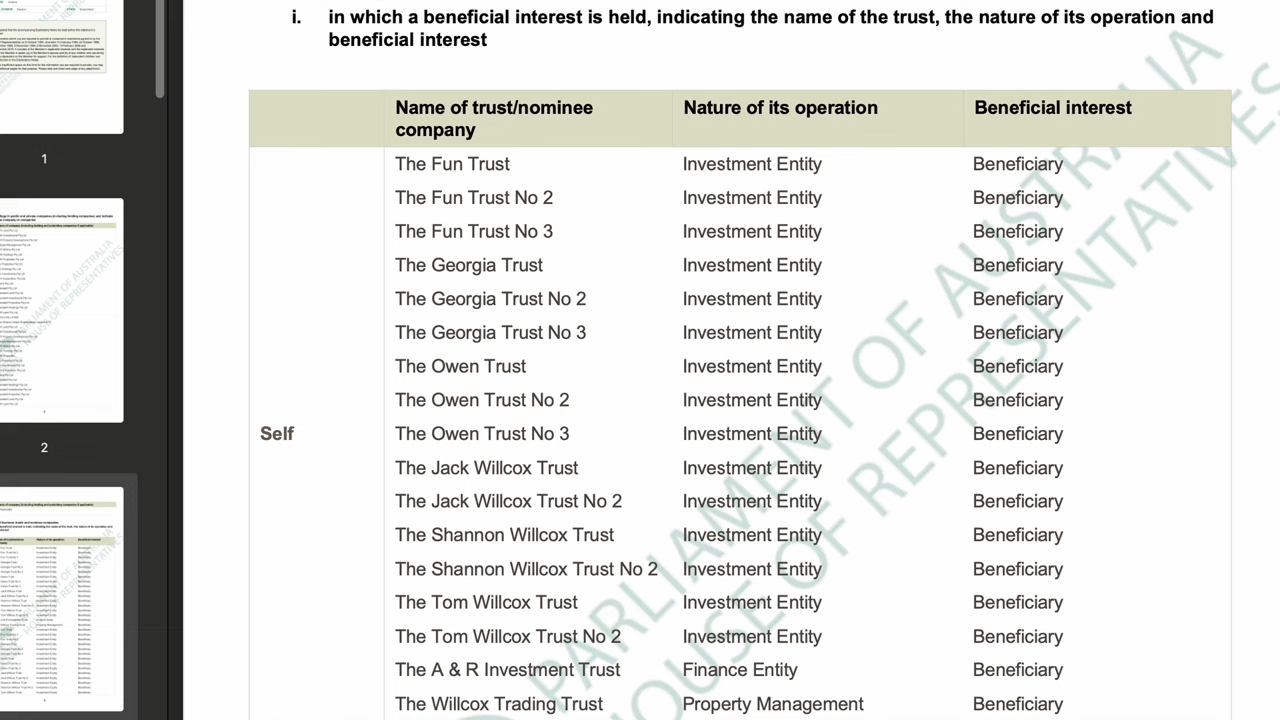 i. in which a beneficial interest is held, indicating the name of the trust, the nature of its operation and
beneficial interest
Name of trust/nominee company Nature of its operation Beneficial interest
The Fun Trust Investment Entity Beneficiary
The Fun Trust No 2 Investment Entity Beneficiary
The Fun Trust No 3 Investment Entity Beneficiary
The Georgia Trust Investment Entity Beneficiary
The Georgia Trust No 2 Investment Entity Beneficiary
The Georgia Trust No 3 Investment Entity Beneficiary
The Owen Trust Investment Entity Beneficiary
The Owen Trust No 2 Investment Entity Beneficiary
Self The Owen Trust No 3 Investment Entity Beneficiary
The Jack Willcox Trust Investment Entity Beneficiary
The Jack Willcox Trust No 2 Investment Entity Beneficiary
The Shannon Willcox Trust Investment Entity Beneficiary
The Shannon Willcox Trust No 2 Investment Entity Beneficiary
The Tom Willcox Trust Investment Entity Beneficiary
The Tom Willcox Trust No 2 Investment Entity Beneficiary
The A & R Investment Trust Finance Entity Beneficiary
The Willcox Trading Trust Property Management Beneficiary
PARLIAMENT OF AUSTRALIA
HOUSE OF REPRESENTATIVES
1
2